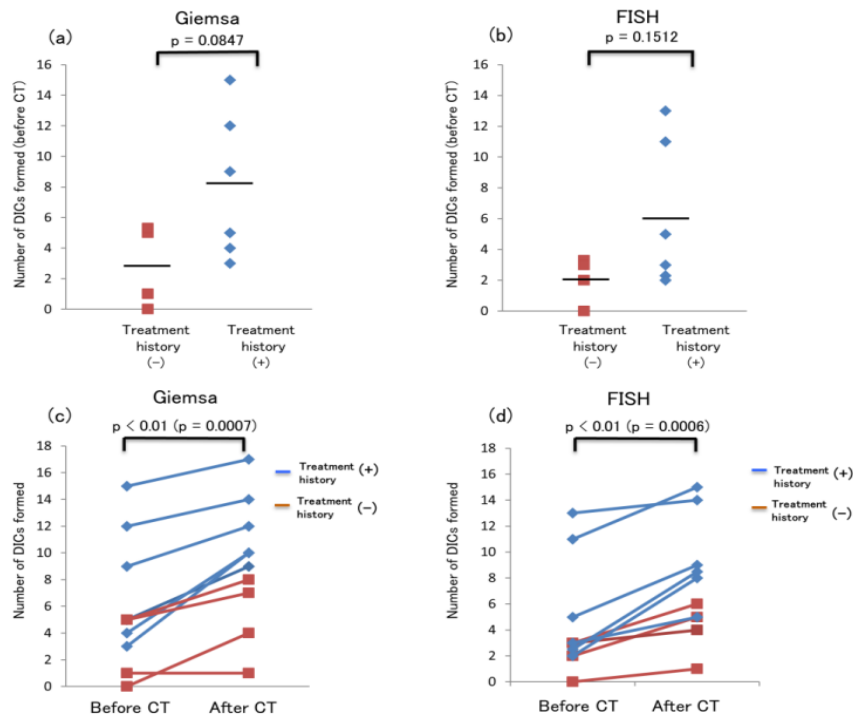 Giemsa
(a)
p = 0.0847
Number of DICs formed (before CT)
16
14
12
10
8
6
4
2
0
Treatment
history
(−)
Treatment
history
(+)
FISH
(b)
p = 0.1512
Number of DICs formed (before CT)
16
14
12
10
8
6
4
2
0
Treatment
history
(−)
Treatment
history
(+)
Giemsa
(c)
p < 0.01 (p = 0.0007)
Number of DICs formed
18
16
14
12
10
8
6
4
2
0
Before CT
After CT
Treatment (+)
history
Treatment (−)
history
FISH
(d)
p < 0.01 (p = 0.0006)
Number of DICs formed
18
16
14
12
10
8
6
4
2
0
Before CT
After CT
Treatment (+)
history
Treatment (−)
history